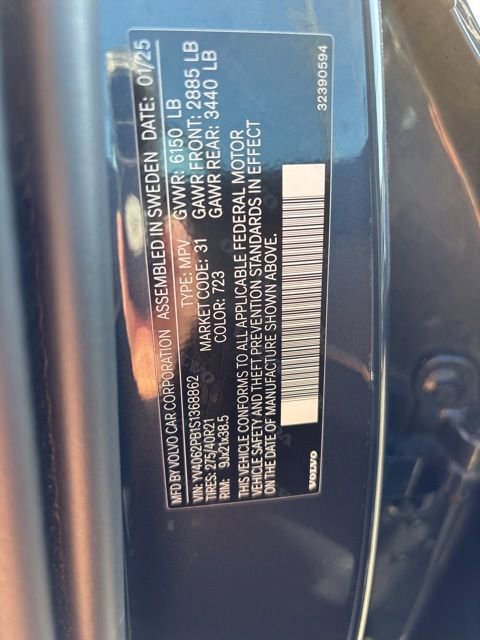 MFD BY VOLVO CAR CORPORATION ASSEMBLED IN SWEDEN DATE: 01/25
VIN: YV4062PB1S1368862 TYPE: MPV GVWR: 6150 LB
TIRES: 275/40R21 MARKET CODE: 31 GAWR FRONT: 2885 LB
RIM: 9Jx21x38.5 COLOR: 723 GAWR REAR: 3440 LB
THIS VEHICLE CONFORMS TO ALL APPLICABLE FEDERAL MOTOR
VEHICLE SAFETY AND THEFT PREVENTION STANDARDS IN EFFECT
ON THE DATE OF MANUFACTURE SHOWN ABOVE.
VOLVO 32390594